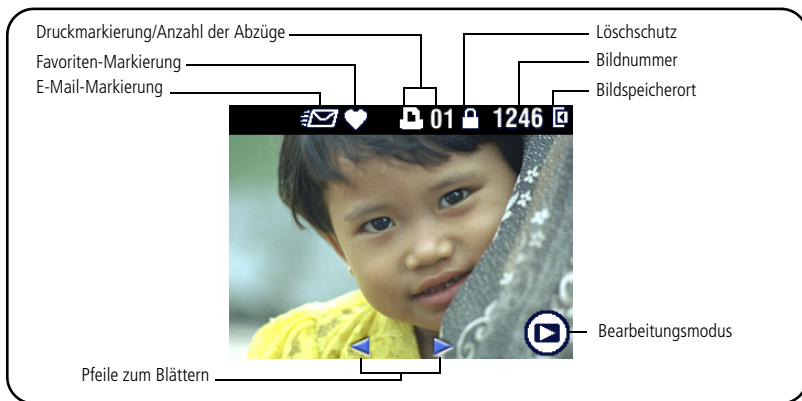 Druckmarkierung/Anzahl der Abzüge
Favoriten-Markierung
E-Mail-Markierung
Löschschutz
Bildnummer
Bildspeicherort
01 1246
Bearbeitungsmodus
Pfeile zum Blättern